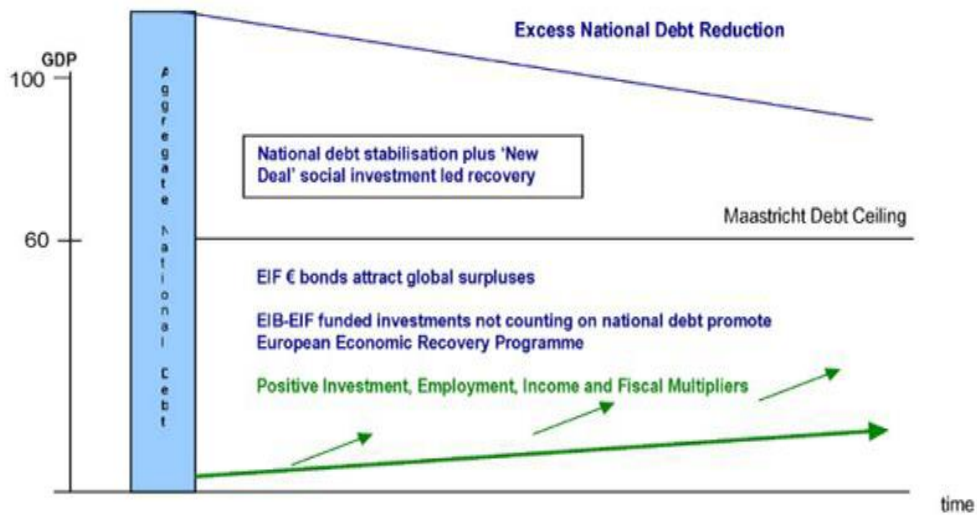 Excess National Debt Reduction
GDP
100
Aggregate National Debt
National debt stabilisation plus ‘New
Deal’ social investment led recovery
Maastricht Debt Ceiling
60
EIF € bonds attract global surpluses
EIB-EIF funded investments not counting on national debt promote
European Economic Recovery Programme
Positive Investment, Employment, Income and Fiscal Multipliers
time